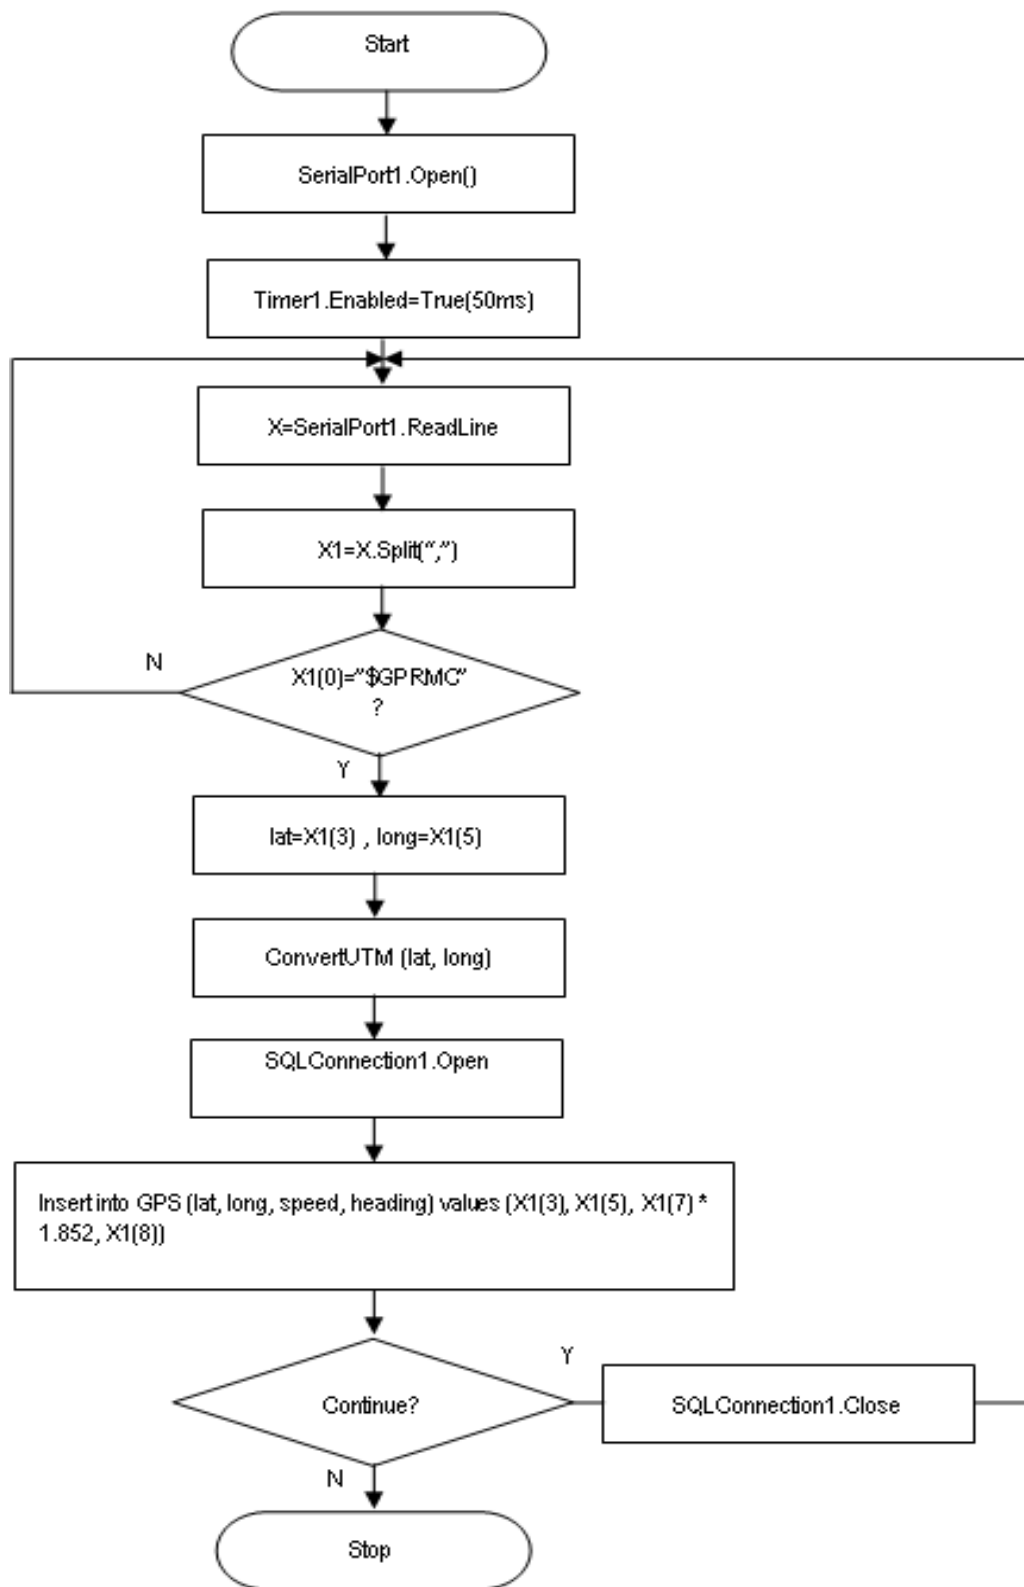 Start
SerialPort1.Open()
Timer1.Enabled=True(50ms)
X=SerialPort1.ReadLine
X1=X.Split(“,”)
N
X1(0)=”$GPRMC”
?
Y
lat=X1(3) , long=X1(5)
ConvertUTM (lat, long)
SQLConnection1.Open
Insert into GPS (lat, long, speed, heading) values (X1(3), X1(5), X1(7) *
1.852, X1(8))
Y
Continue?
SQLConnection1.Close
N
Stop